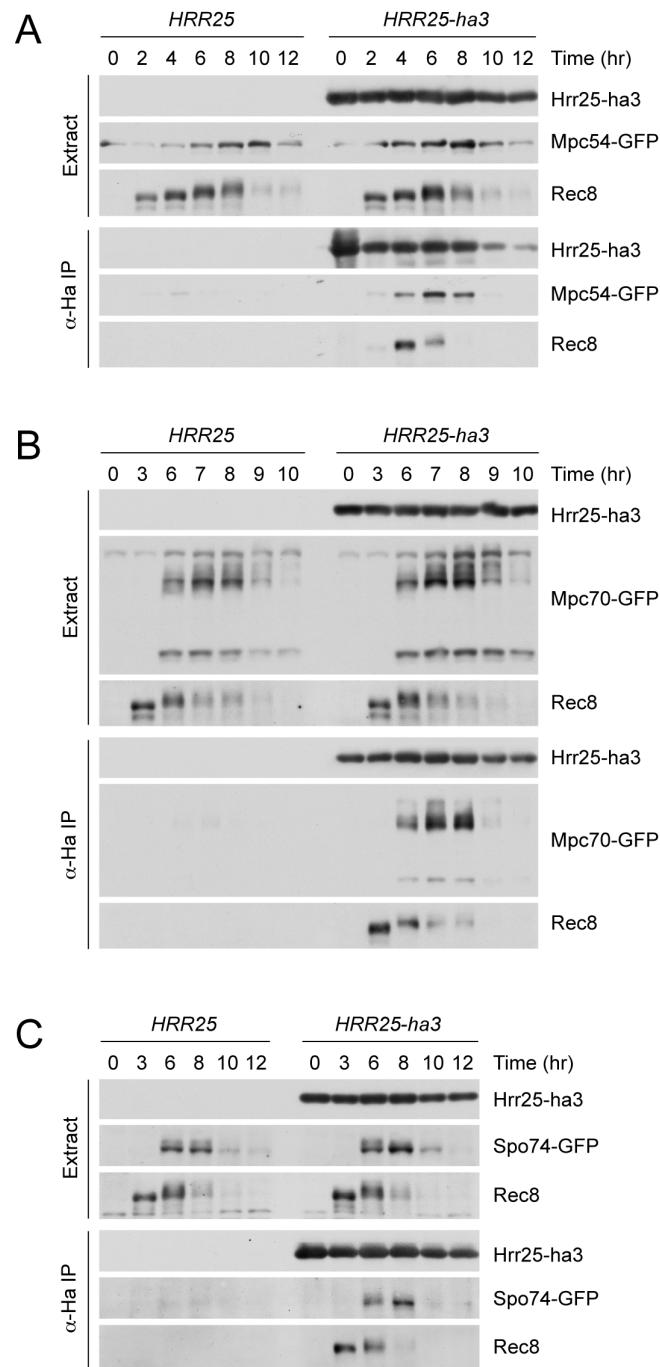 A
HRR25 HRR25-ha3
0 2 4 6 8 10 12 0 2 4 6 8 10 12 Time (hr)
Extract
Hrr25-ha3
Mpc54-GFP
Rec8
α-Ha IP
Hrr25-ha3
Mpc54-GFP
Rec8
B
HRR25 HRR25-ha3
0 3 6 7 8 9 10 0 3 6 7 8 9 10 Time (hr)
Extract
Hrr25-ha3
Mpc70-GFP
Rec8
α-Ha IP
Hrr25-ha3
Mpc70-GFP
Rec8
C
HRR25 HRR25-ha3
0 3 6 8 10 12 0 3 6 8 10 12 Time (hr)
Extract
Hrr25-ha3
Spo74-GFP
Rec8
α-Ha IP
Hrr25-ha3
Spo74-GFP
Rec8